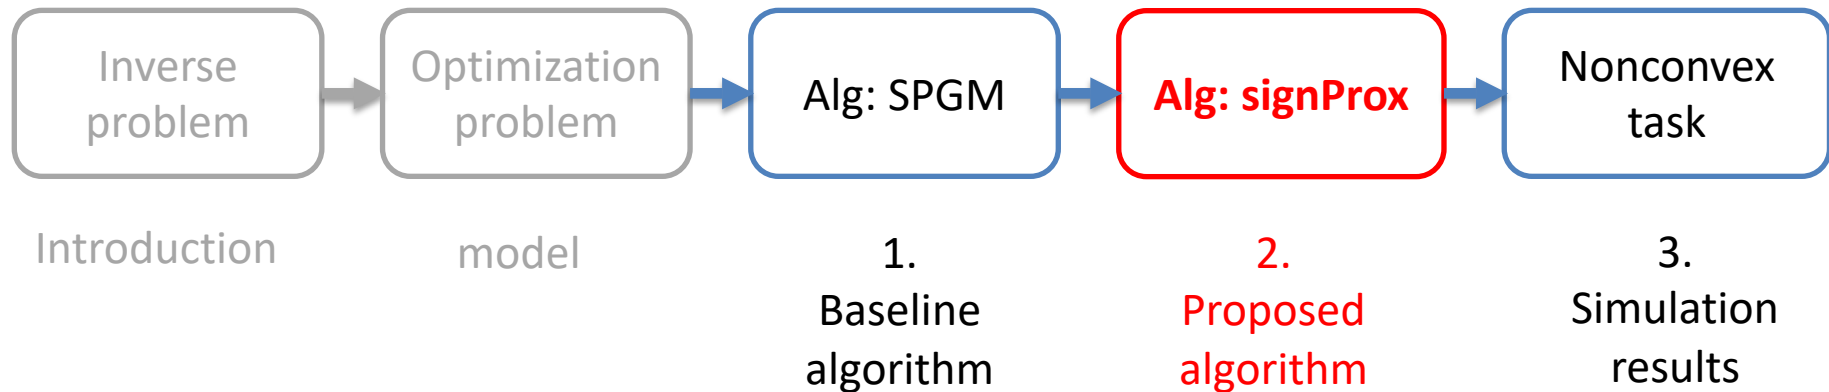 Inverse
problem
Optimization
problem
Alg: SPGM
Alg: signProx
Nonconvex
task
Introduction
model
1.
Baseline
algorithm
2.
Proposed
algorithm
3.
Simulation
results